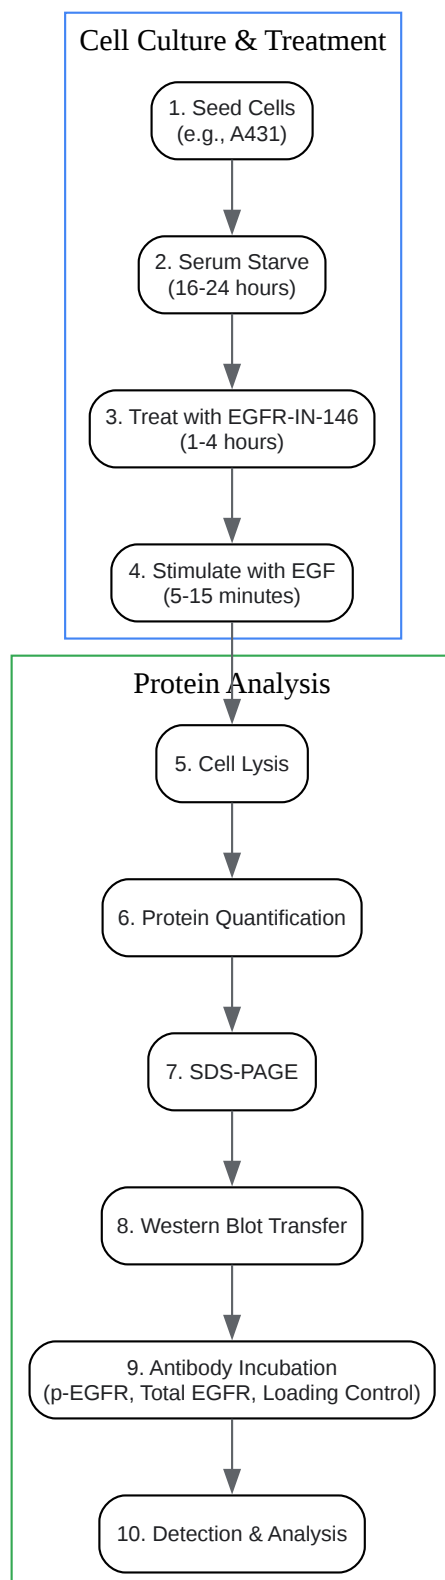 Cell Culture & Treatment
1. Seed Cells
(e.g., A431)
2. Serum Starve
(16-24 hours)
3. Treat with EGFR-IN-146
(1-4 hours)
4. Stimulate with EGF
(5-15 minutes)
Protein Analysis
5. Cell Lysis
6. Protein Quantification
7. SDS-PAGE
8. Western Blot Transfer
9. Antibody Incubation
(p-EGFR, Total EGFR, Loading Control)
10. Detection & Analysis